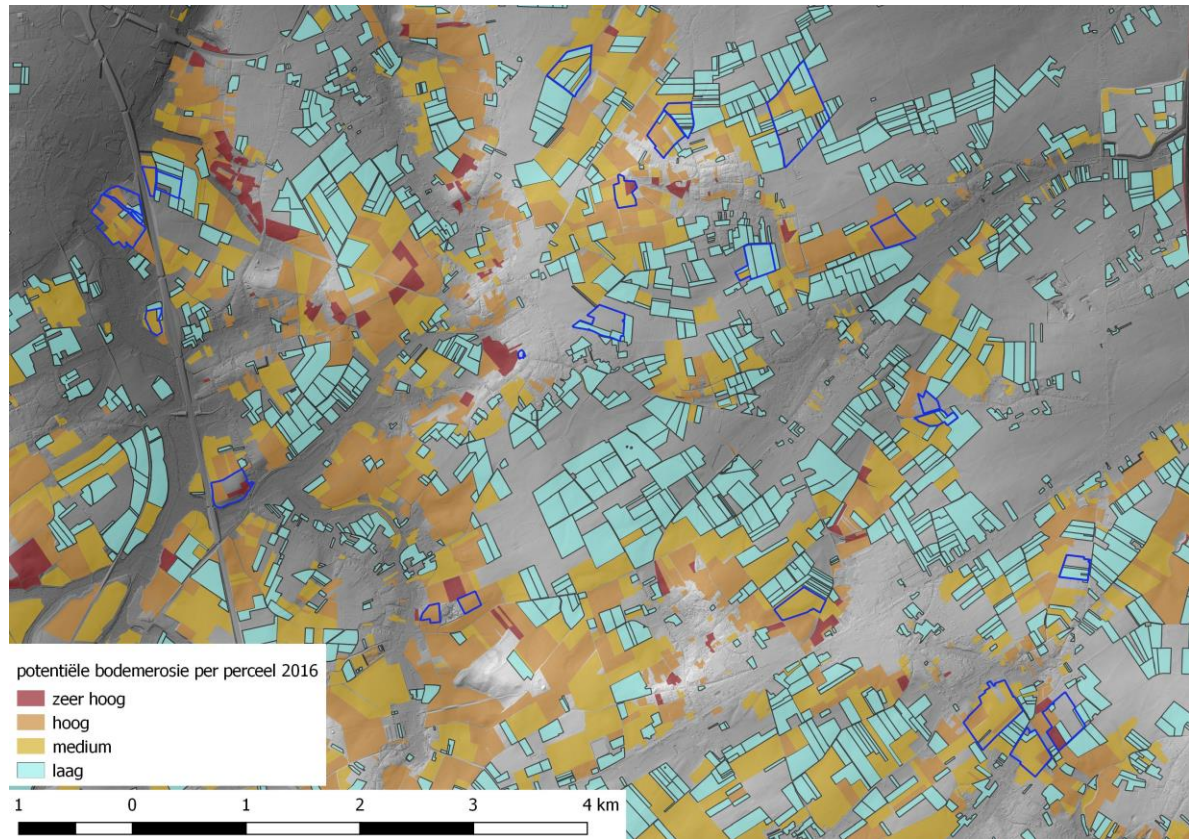 potentiële bodemerosie per perceel 2016
zeer hoog
hoog
medium
laag
1 0 1 2 3 4 km